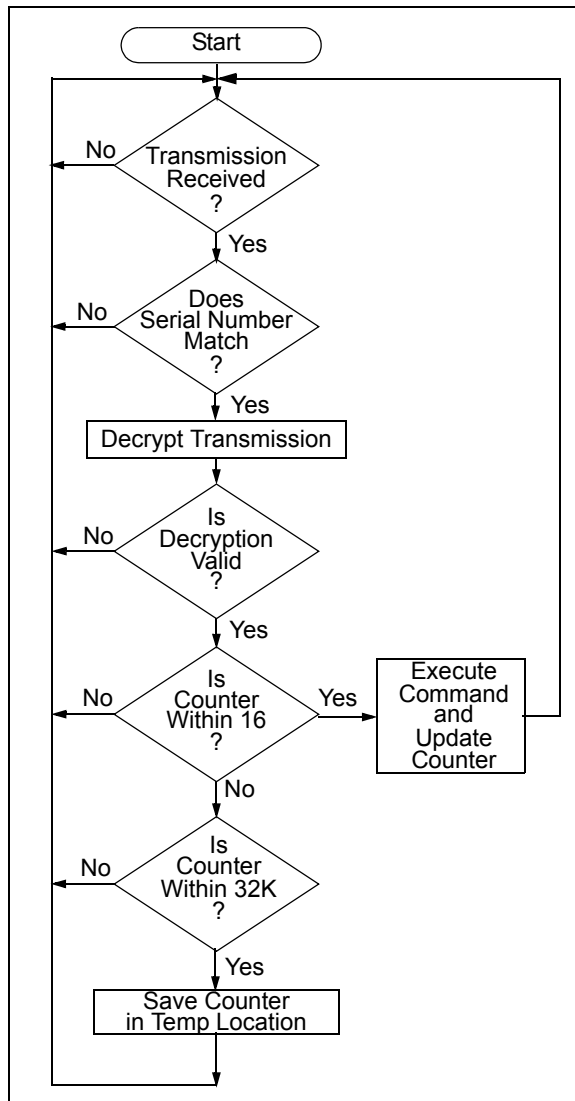 Start
No
Transmission
Received
?
Yes
No
Does
Serial Number
Match
?
Yes
Decrypt Transmission
No
Is
Decryption
Valid
?
Yes
No
Is
Counter
Within 16
?
Yes
Execute
Command
and
Update
Counter
No
No
Is
Counter
Within 32K
?
Yes
Save Counter
in Temp Location